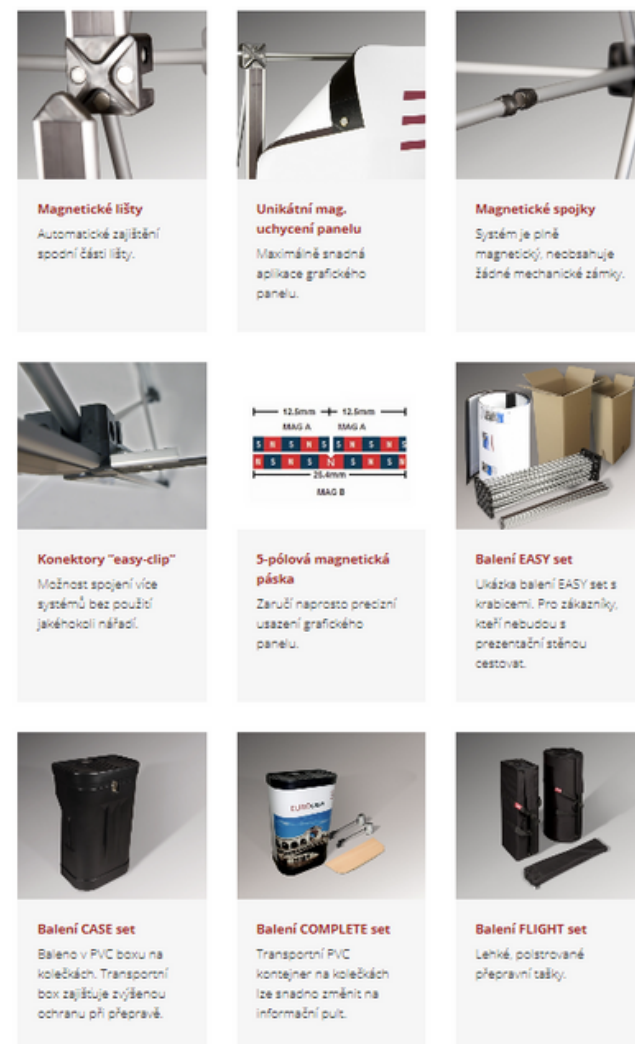 Magnetické lišty
Automatické zajištění
spodní části lišty.
Unikátní mag.
uchycení panelu
Maximálně snadná
aplikace grafického
panelu.
Magnetické spojky
Systém je plně
magnetický, neobsahuje
žádné mechanické zámky.
Konektory "easy-clip"
Možnost spojení více
systémů bez použití
jakéhokoli nářadí.
12.5mm 12.5mm
MAG A MAG A
S N S N S S N S N S
N S N S N S N S N
25.4mm
MAG B
5-pólová magnetická
páska
Zaručí naprosto precizní
usazení grafického
panelu.
Balení EASY set
Ukázka balení EASY set s
krabicemi. Pro zákazníky,
kteří nebudou s
prezentační stěnou
cestovat.
Balení CASE set
Baleno v PVC boxu na
kolečkách. Transportní
box zajišťuje zvýšenou
ochranu při přepravě.
Balení COMPLETE set
Transportní PVC
kontejner na kolečkách
lze snadno změnit na
informační pult.
Balení FLIGHT set
Lehké, polstrované
přepravní tašky.